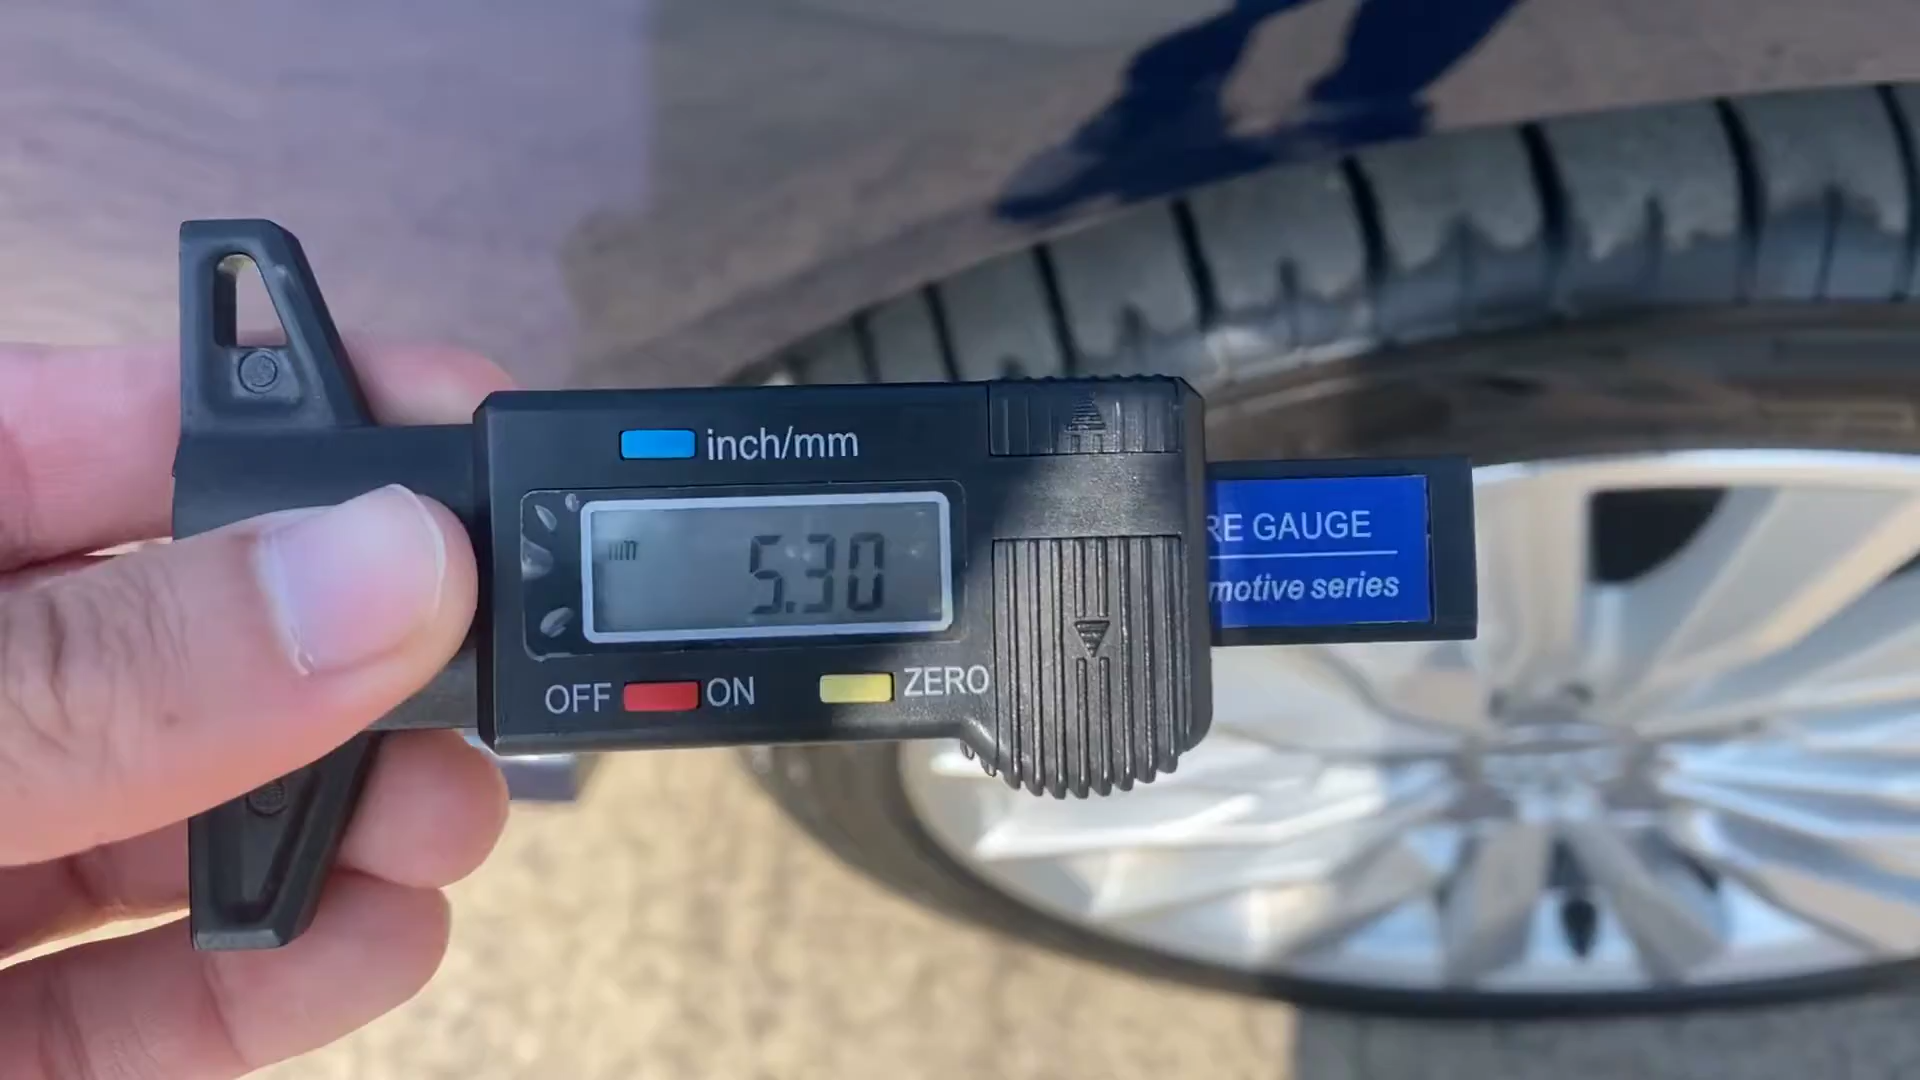 inch/mm
mm
5.30
OFF ON ZERO
RE GAUGE
motive series